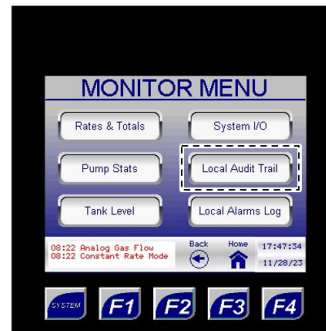 MONITOR MENU
Rates & Totals
System I/O
Pump Stats
Local Audit Trail
Tank Level
Local Alarms Log
08:22 Analog Gas Flow
08:22 Constant Rate Mode
Back
Home
17:47:34
11/28/23
SYSTEM
F1
F2
F3
F4